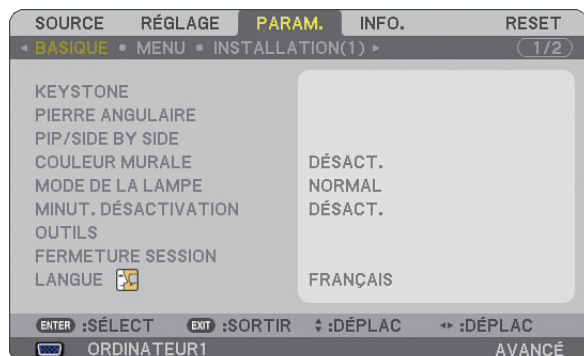 SOURCE RÉGLAGE PARAM. INFO. RESET
BASIQUE • MENU • INSTALLATION(1) 1/2
KEYSTONE
PIERRE ANGULAIRE
PIP/SIDE BY SIDE
COULEUR MURALE DÉSACT.
MODE DE LA LAMPE NORMAL
MINUT. DÉSACTIVATION DÉSACT.
OUTILS
FERMETURE SESSION
LANGUE FRANÇAIS
ENTER :SÉLECT EXIT :SORTIR :DÉPLAC :DÉPLAC
ORDINATEUR1 AVANCÉ